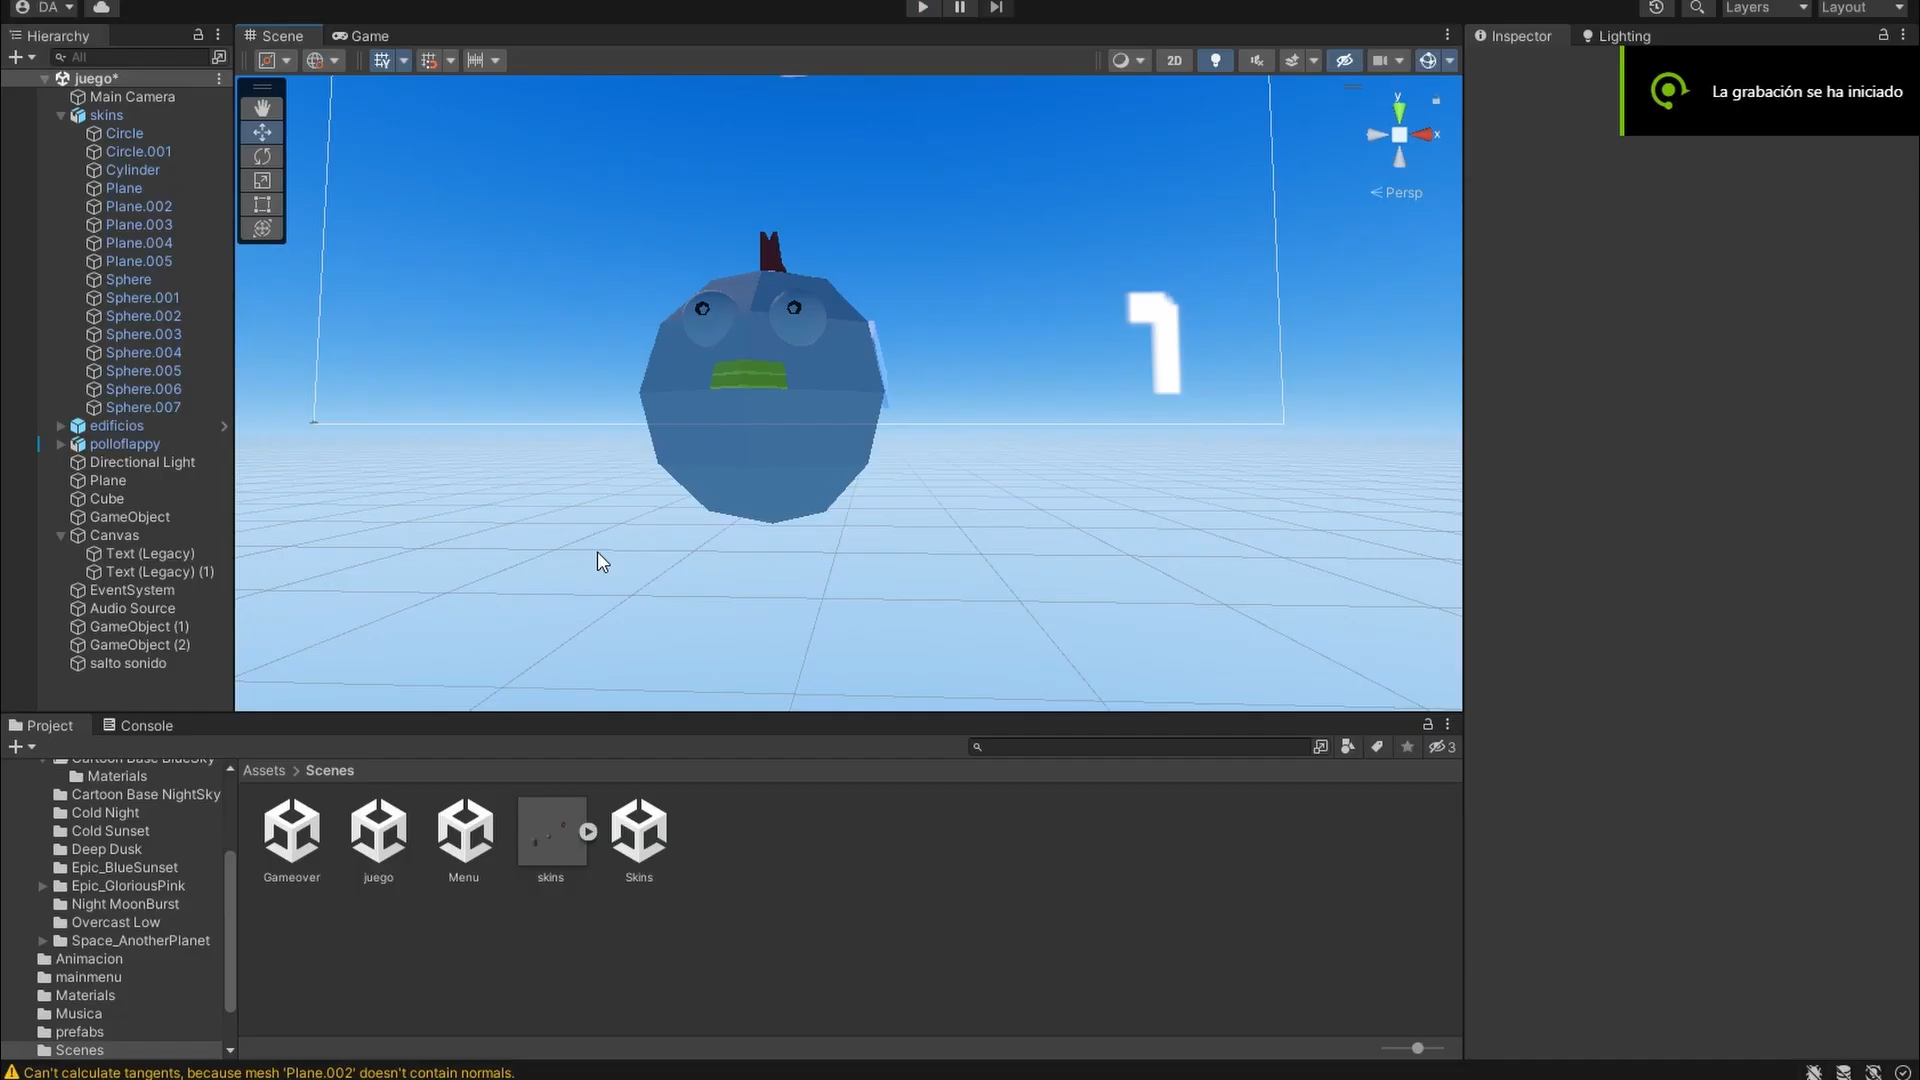 DA
Layers
Layout
Hierarchy
Scene
Game
Inspector
Lighting
All
2D
juego*
Main Camera
skins
Circle
Circle.001
Cylinder
Plane
Plane.002
Plane.003
Plane.004
Plane.005
Sphere
Sphere.001
Sphere.002
Sphere.003
Sphere.004
Sphere.005
Sphere.006
Sphere.007
edificios
polloflappy
Directional Light
Plane
Cube
GameObject
Canvas
Text (Legacy)
Text (Legacy) (1)
EventSystem
Audio Source
GameObject (1)
GameObject (2)
salto sonido
y
x
Persp
1
La grabación se ha iniciado
Project
Console
3
Cartoon Base BlueSky
Materials
Cartoon Base NightSky
Cold Night
Cold Sunset
Deep Dusk
Epic_BlueSunset
Epic_GloriousPink
Night MoonBurst
Overcast Low
Space_AnotherPlanet
Animacion
mainmenu
Materials
Musica
prefabs
Scenes
Assets > Scenes
Gameover
juego
Menu
skins
Skins
Can't calculate tangents, because mesh 'Plane.002' doesn't contain normals.